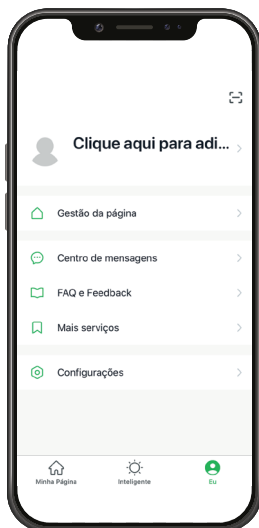 Clique aqui para adi...
Gestão da página
Centro de mensagens
FAQ e Feedback
Mais serviços
Configurações
Minha Página
Inteligente
Eu